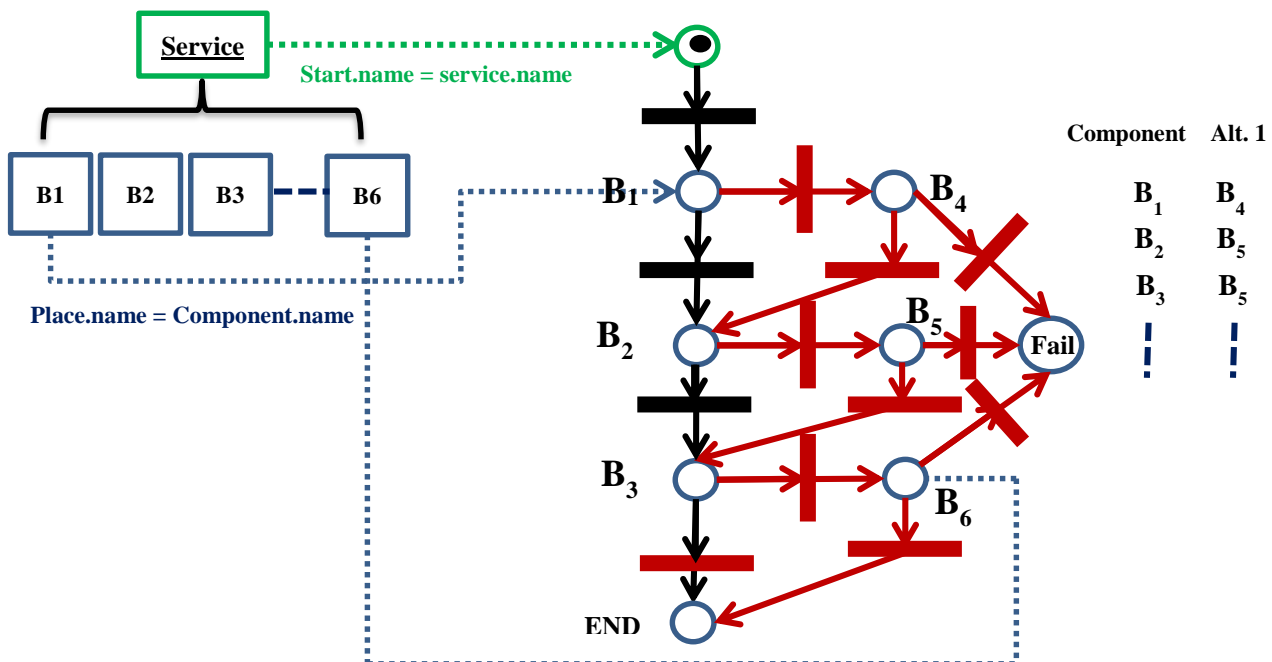 Service
Start.name = service.name
B1 B2 B3 B6
Place.name = Component.name
B₁
B₄
B₂
B₅
Fail
B₃
B₆
END
Component Alt. 1
B₁ B₄
B₂ B₅
B₃ B₅